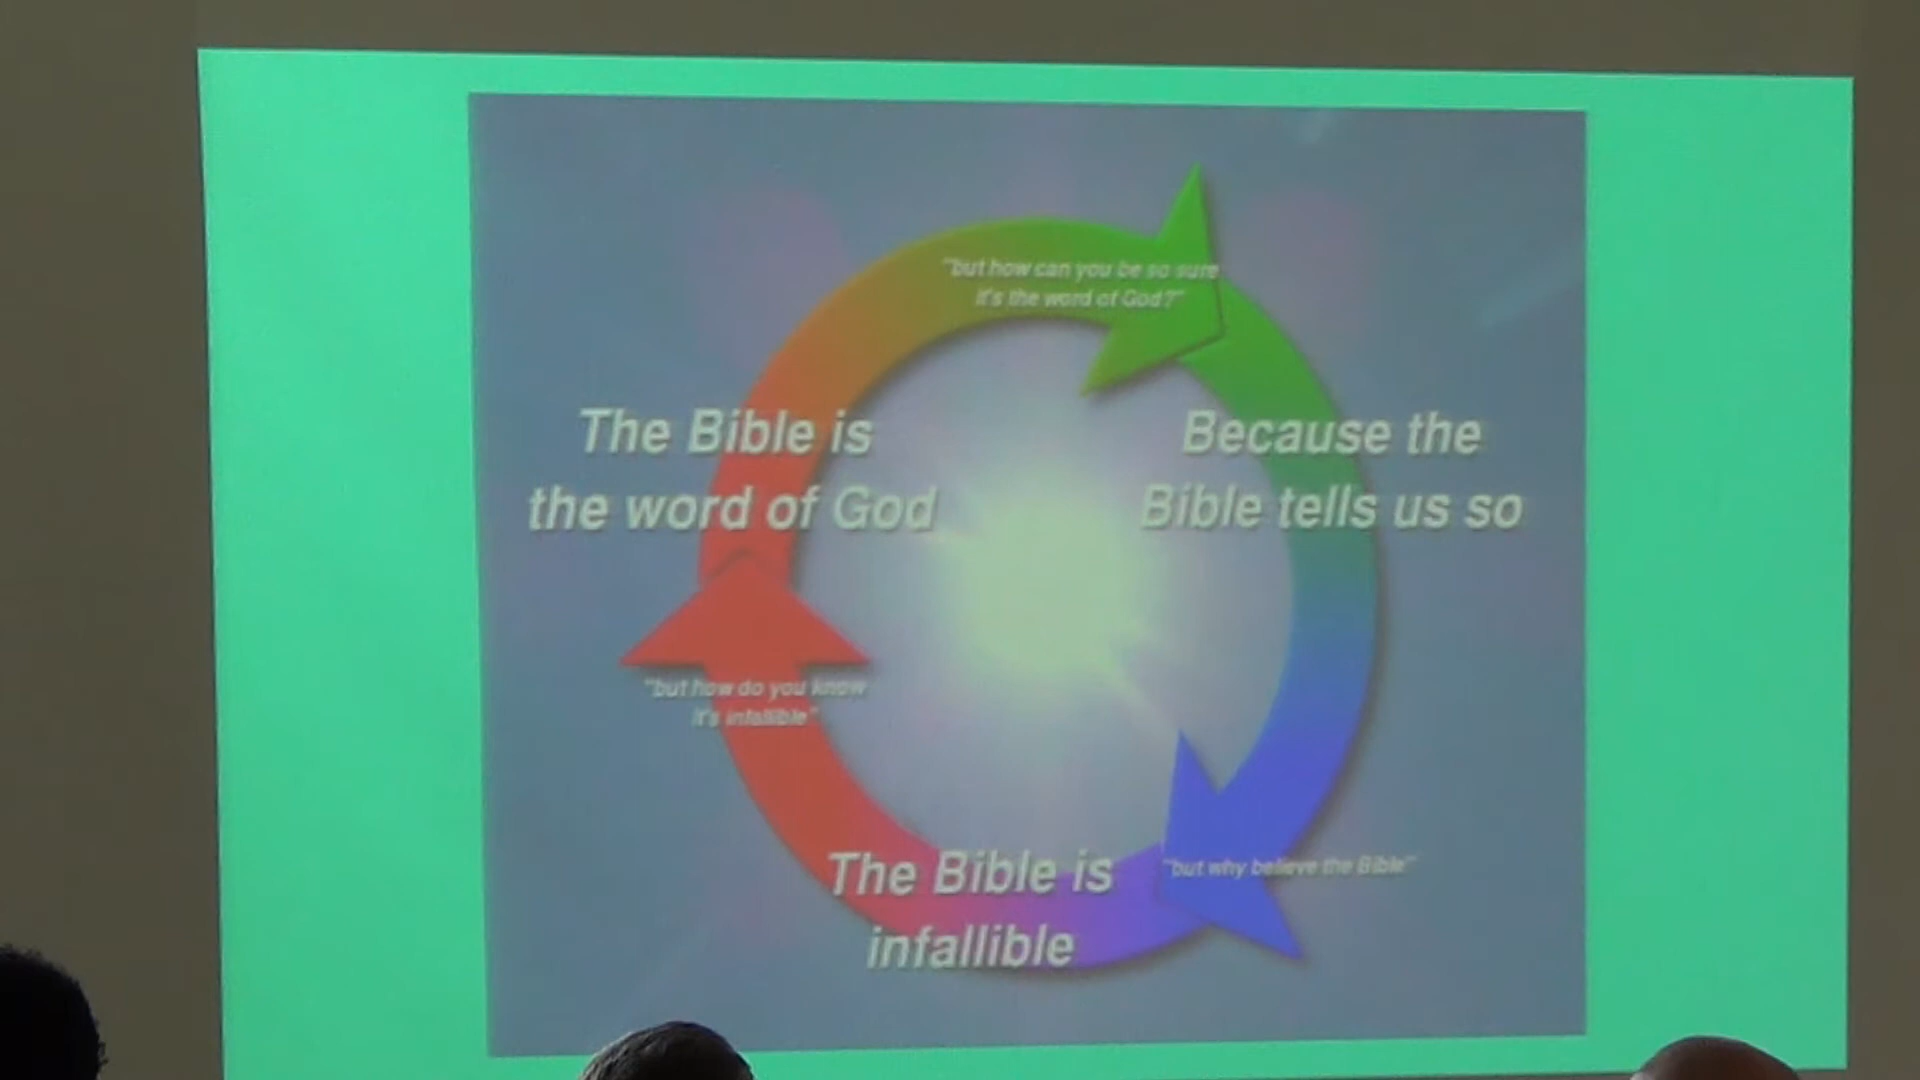 "but how can you be so sure
it's the word of God?"
The Bible is
the word of God
Because the
Bible tells us so
"but how do you know
it's infallible"
The Bible is
infallible
"but why believe the Bible"